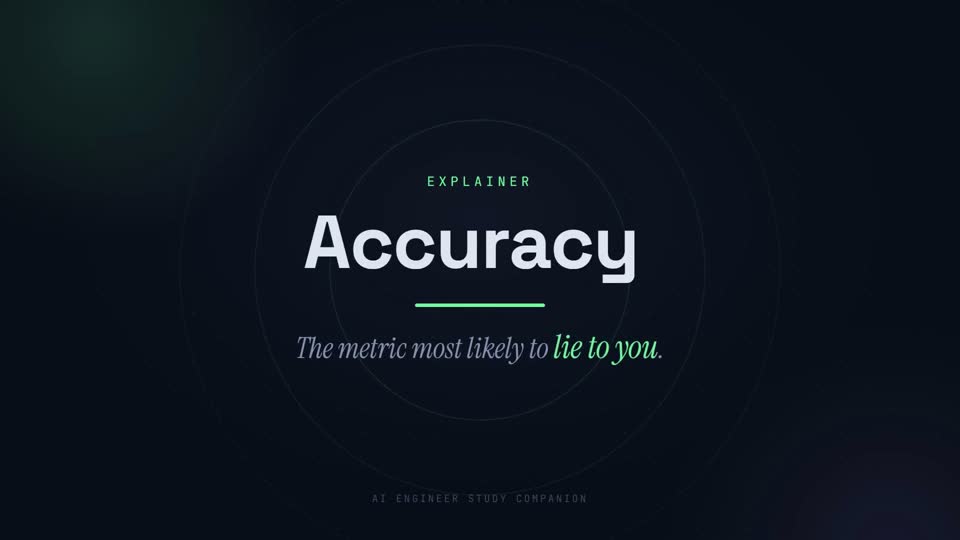 EXPLAINER
Accuracy
The metric most likely to lie to you.
AI ENGINEER STUDY COMPANION